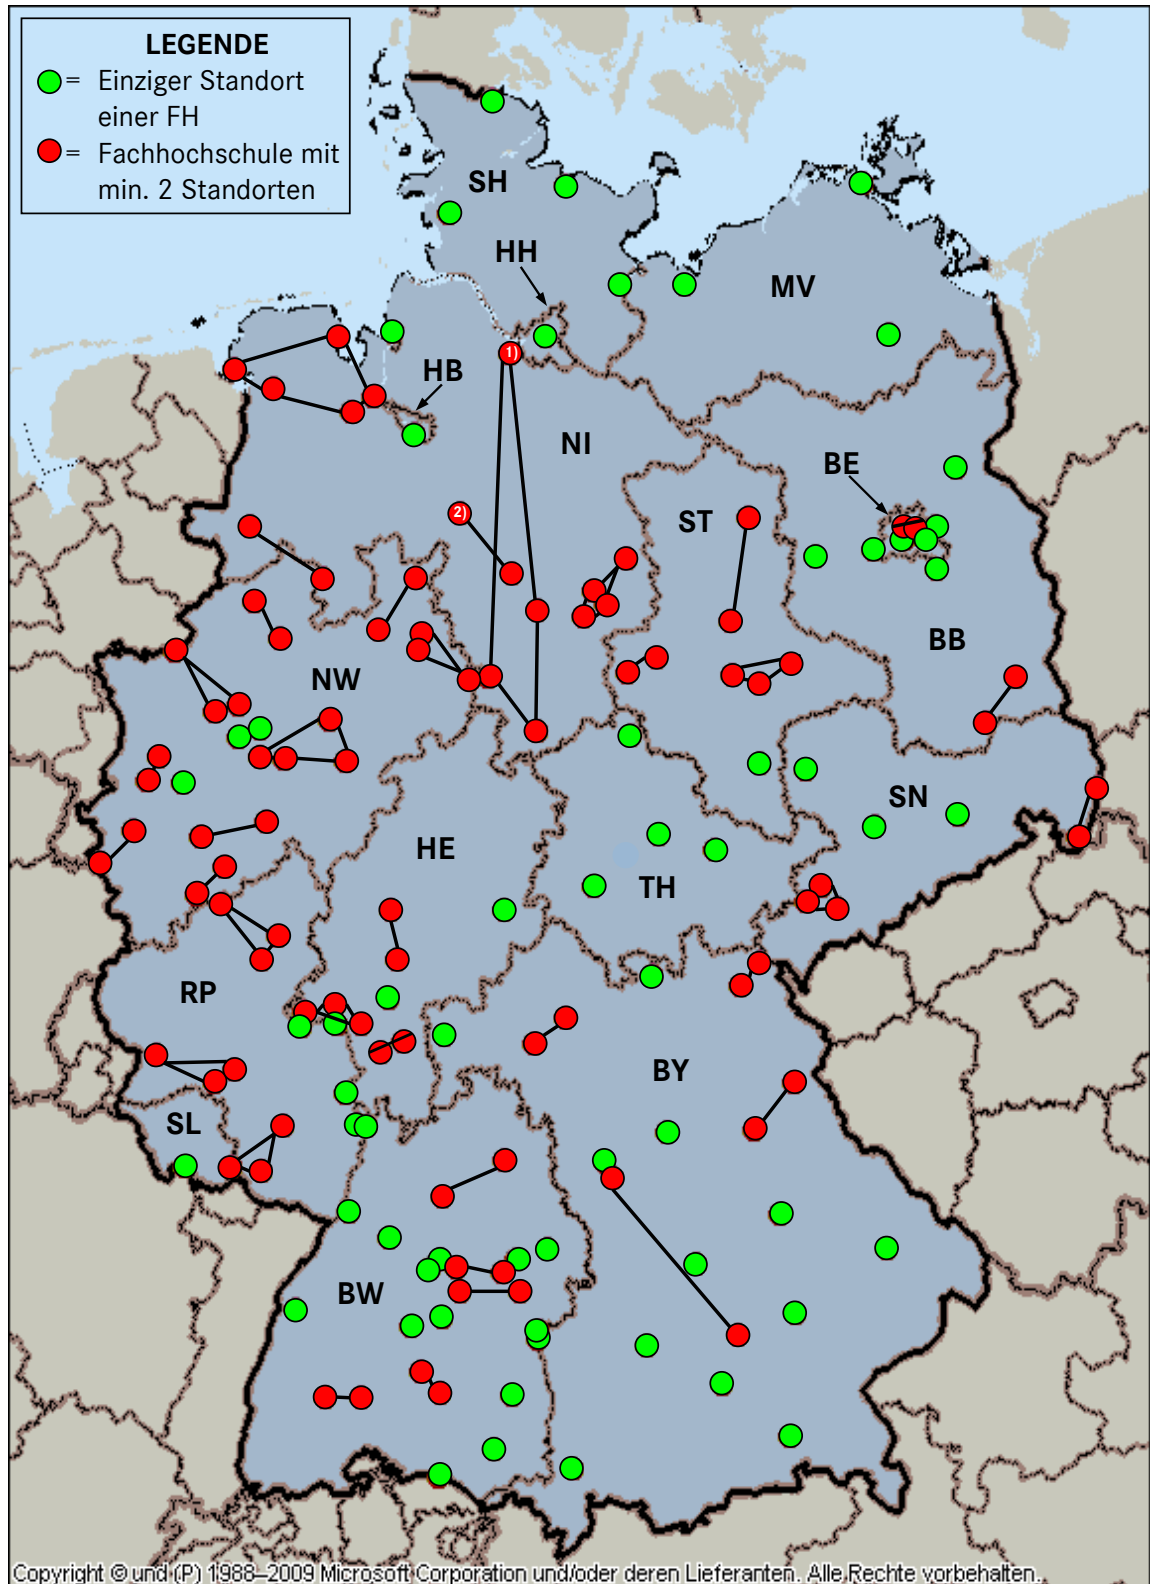 LEGENDE
= Einziger Standort
einer FH
= Fachhochschule mit
min. 2 Standorten
SH
HH
MV
1)
HB
NI
BE
2)
ST
BB
NW
SN
HE
TH
RP
BY
SL
BW
Copyright © und (P) 1988–2009 Microsoft Corporation und/oder deren Lieferanten. Alle Rechte vorbehalten.